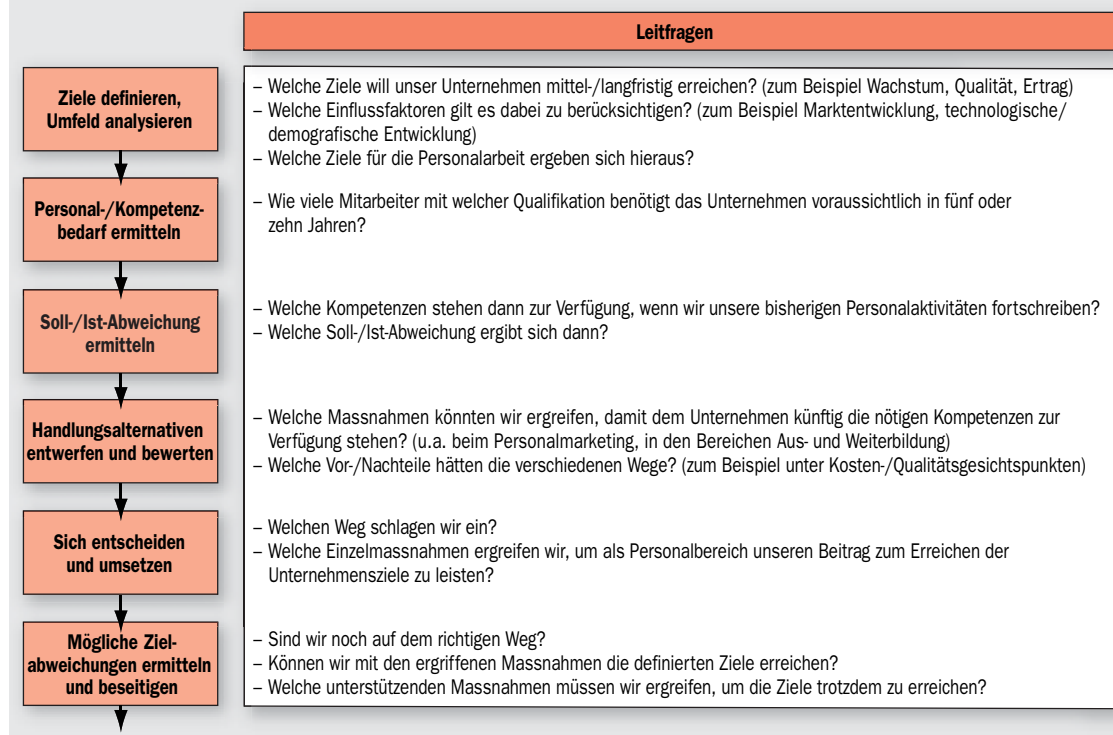 Leitfragen
Ziele definieren,
Umfeld analysieren
– Welche Ziele will unser Unternehmen mittel-/langfristig erreichen? (zum Beispiel Wachstum, Qualität, Ertrag)
– Welche Einflussfaktoren gilt es dabei zu berücksichtigen? (zum Beispiel Marktentwicklung, technologische/
demografische Entwicklung)
– Welche Ziele für die Personalarbeit ergeben sich hieraus?
Personal-/Kompetenz-
bedarf ermitteln
– Wie viele Mitarbeiter mit welcher Qualifikation benötigt das Unternehmen voraussichtlich in fünf oder
zehn Jahren?
Soll-/Ist-Abweichung
ermitteln
– Welche Kompetenzen stehen dann zur Verfügung, wenn wir unsere bisherigen Personalaktivitäten fortschreiben?
– Welche Soll-/Ist-Abweichung ergibt sich dann?
Handlungsalternativen
entwerfen und bewerten
– Welche Massnahmen könnten wir ergreifen, damit dem Unternehmen künftig die nötigen Kompetenzen zur
Verfügung stehen? (u.a. beim Personalmarketing, in den Bereichen Aus- und Weiterbildung)
– Welche Vor-/Nachteile hätten die verschiedenen Wege? (zum Beispiel unter Kosten-/Qualitätsgesichtspunkten)
Sich entscheiden
und umsetzen
– Welchen Weg schlagen wir ein?
– Welche Einzelmassnahmen ergreifen wir, um als Personalbereich unseren Beitrag zum Erreichen der
Unternehmensziele zu leisten?
Mögliche Ziel-
abweichungen ermitteln
und beseitigen
– Sind wir noch auf dem richtigen Weg?
– Können wir mit den ergriffenen Massnahmen die definierten Ziele erreichen?
– Welche unterstützenden Massnahmen müssen wir ergreifen, um die Ziele trotzdem zu erreichen?